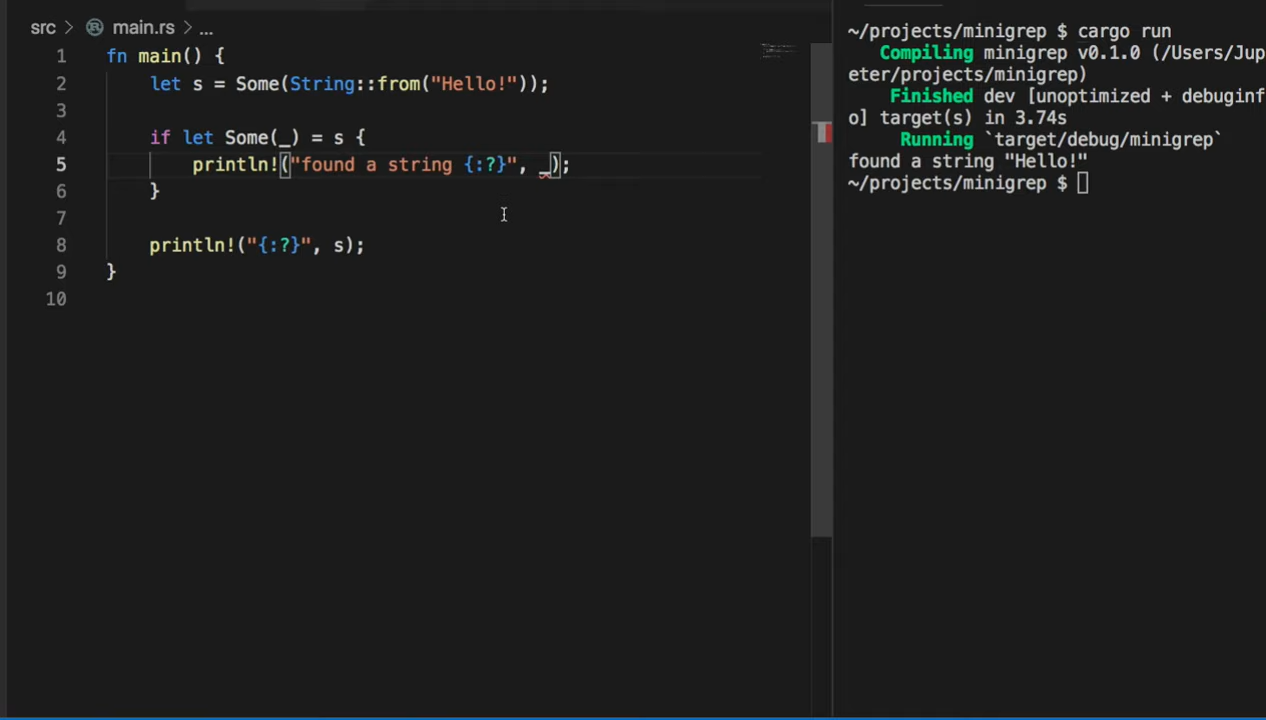 src > main.rs > ...
1 fn main() {
2     let s = Some(String::from("Hello!"));
3
4     if let Some(_) = s {
5         println!("found a string {:?}", _);
6     }
7
8     println!("{:?}", s);
9 }
10
~/projects/minigrep $ cargo run
   Compiling minigrep v0.1.0 (/Users/Jup
eter/projects/minigrep)
    Finished dev [unoptimized + debuginf
o] target(s) in 3.74s
     Running `target/debug/minigrep`
found a string "Hello!"
~/projects/minigrep $